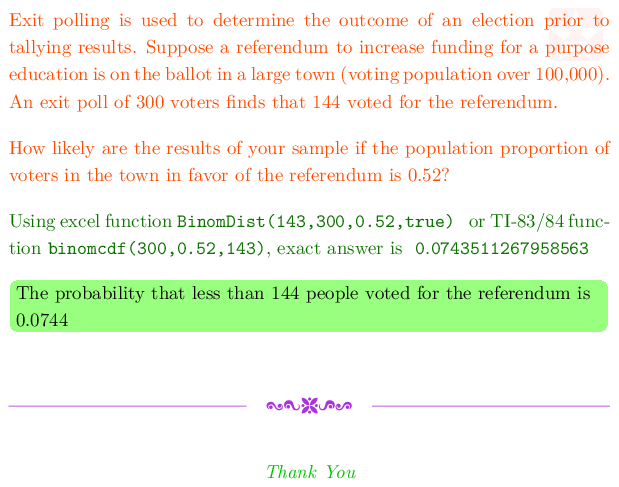 Exit polling is used to determine the outcome of an election prior to
tallying results. Suppose a referendum to increase funding for a purpose
education is on the ballot in a large town (voting population over 100,000).
An exit poll of 300 voters finds that 144 voted for the referendum.
How likely are the results of your sample if the population proportion of
voters in the town in favor of the referendum is 0.52?
Using excel function BinomDist(143,300,0.52,true) or TI-83/84 func-
tion binomcdf(300,0.52,143), exact answer is 0.0743511267958563
The probability that less than 144 people voted for the referendum is
0.0744
Thank You